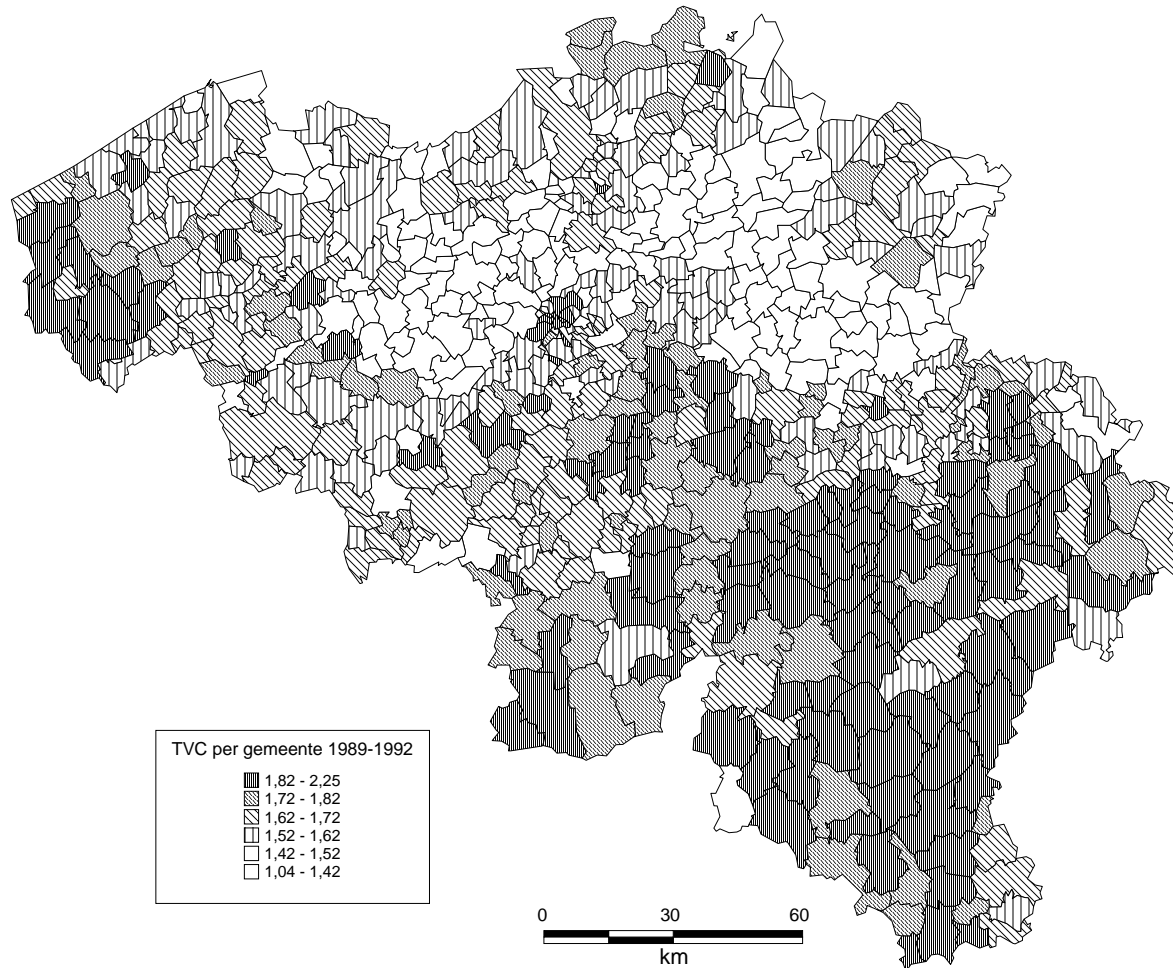 TVC per gemeente 1989-1992
1,82 - 2,25
1,72 - 1,82
1,62 - 1,72
1,52 - 1,62
1,42 - 1,52
1,04 - 1,42
0 30 60
km